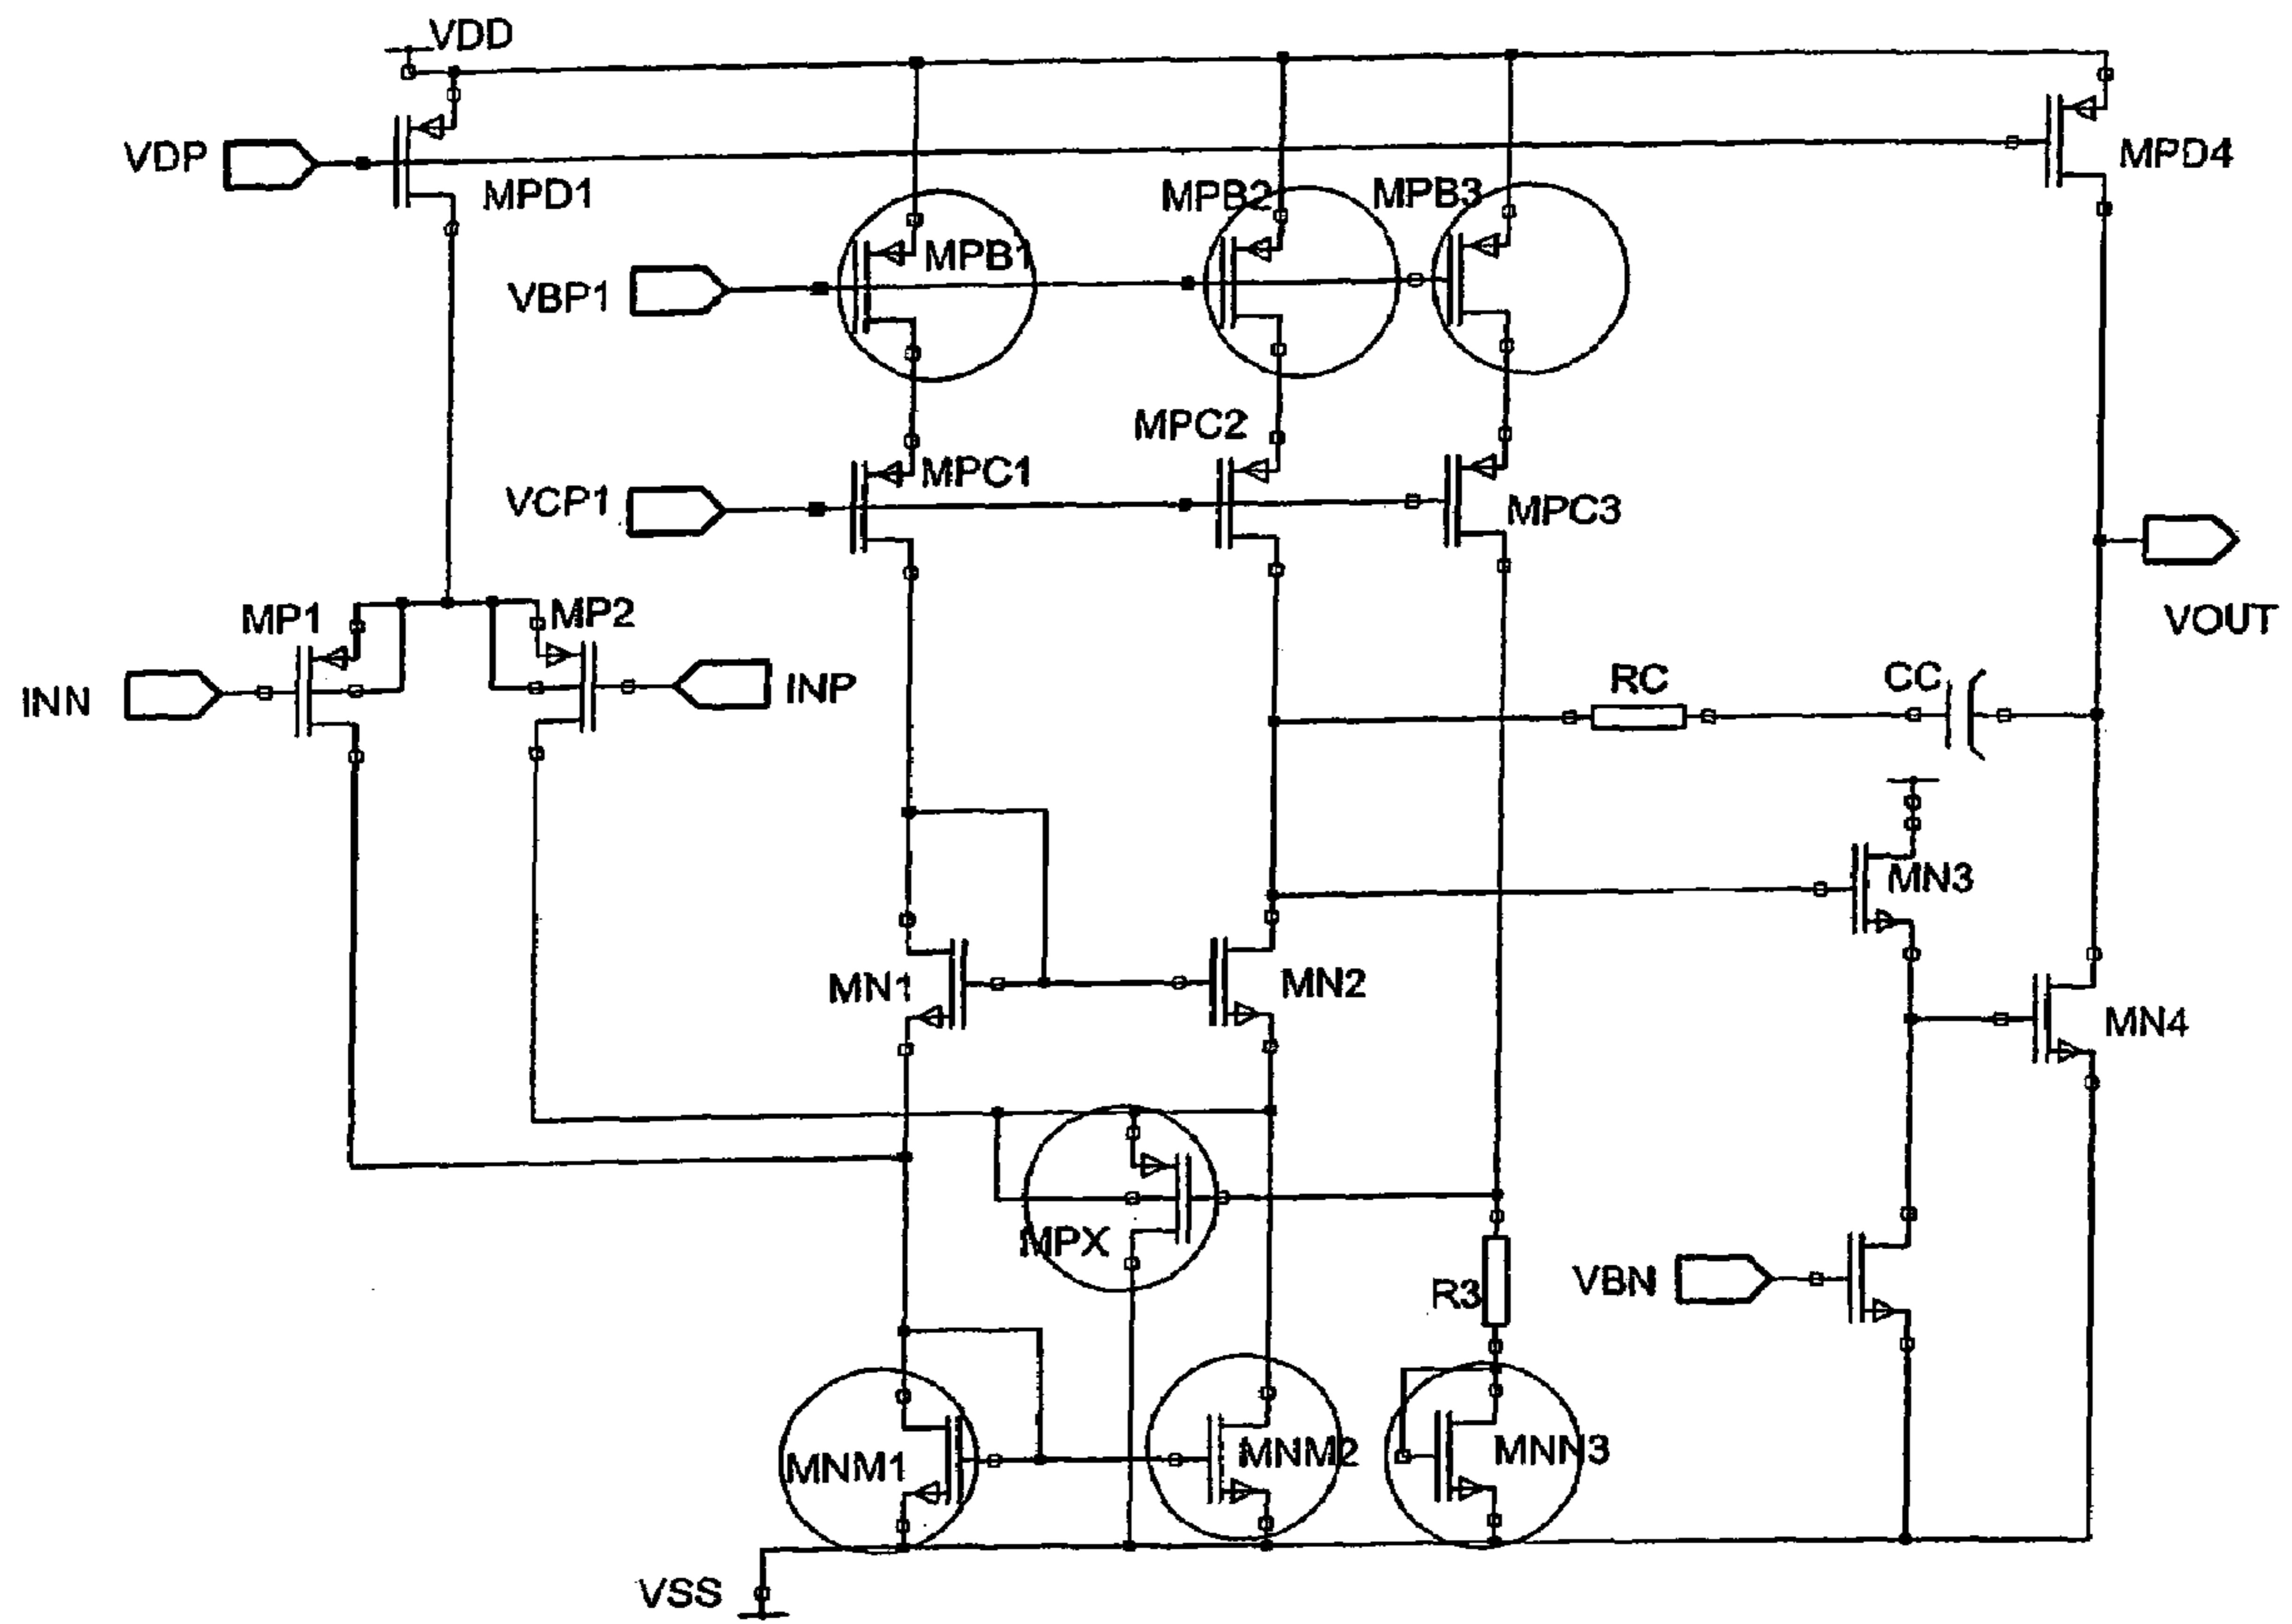 VDD
VDP
MPD1
MPD4
MPB1
MPB2
MPB3
VBP1
MPC2
MPC1
VCP1
MPC3
MP1
MP2
VOUT
INN
INP
RC
CC
MN3
MN1
MN2
MN4
MPX
R3
VBN
MNM1
MNM2
MNN3
VSS